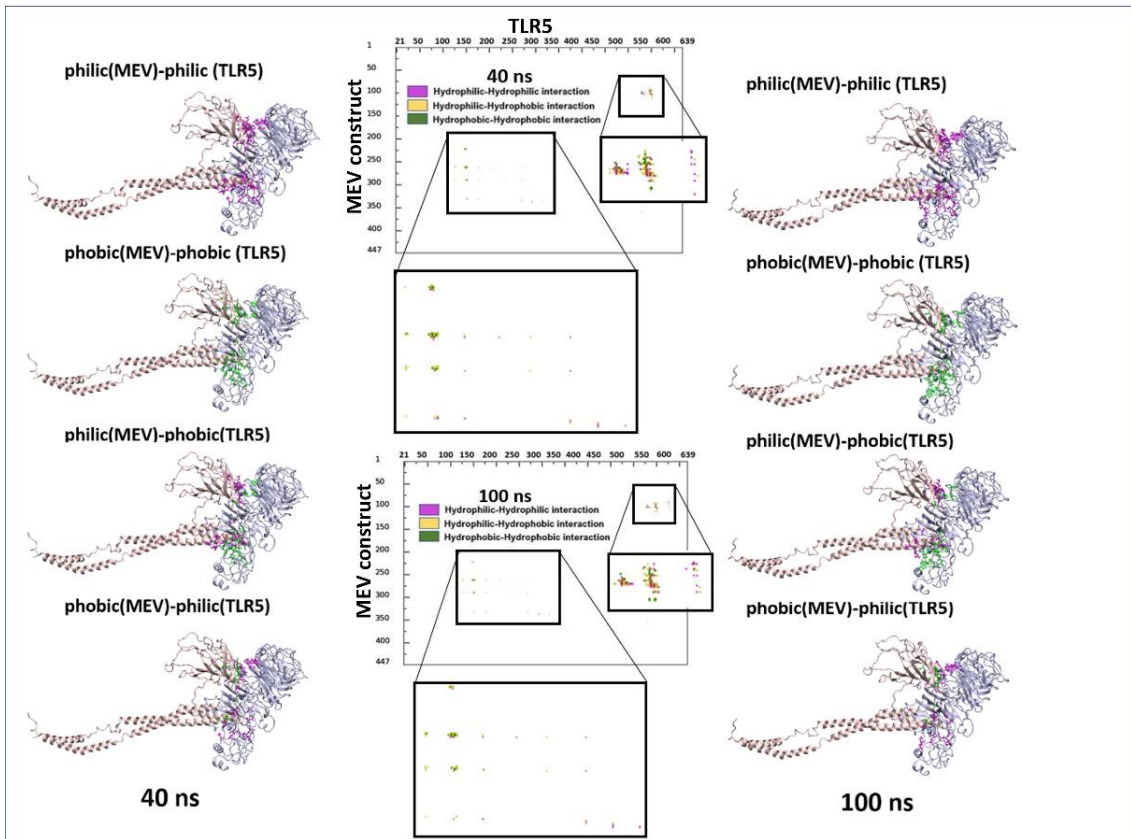 philic(MEV)-philic (TLR5)
phobic(MEV)-phobic (TLR5)
philic(MEV)-phobic(TLR5)
phobic(MEV)-philic(TLR5)
40 ns
TLR5
21 50 100 150 200 250 300 350 400 450 500 550 600 639
1
50
100
150
200
250
300
350
400
447
MEV construct
40 ns
Hydrophilic-Hydrophilic interaction
Hydrophilic-Hydrophobic interaction
Hydrophobic-Hydrophobic interaction
21 50 100 150 200 250 300 350 400 450 500 550 600 639
1
50
100
150
200
250
300
350
400
447
MEV construct
100 ns
Hydrophilic-Hydrophilic interaction
Hydrophilic-Hydrophobic interaction
Hydrophobic-Hydrophobic interaction
philic(MEV)-philic (TLR5)
phobic(MEV)-phobic (TLR5)
philic(MEV)-phobic(TLR5)
phobic(MEV)-philic(TLR5)
100 ns